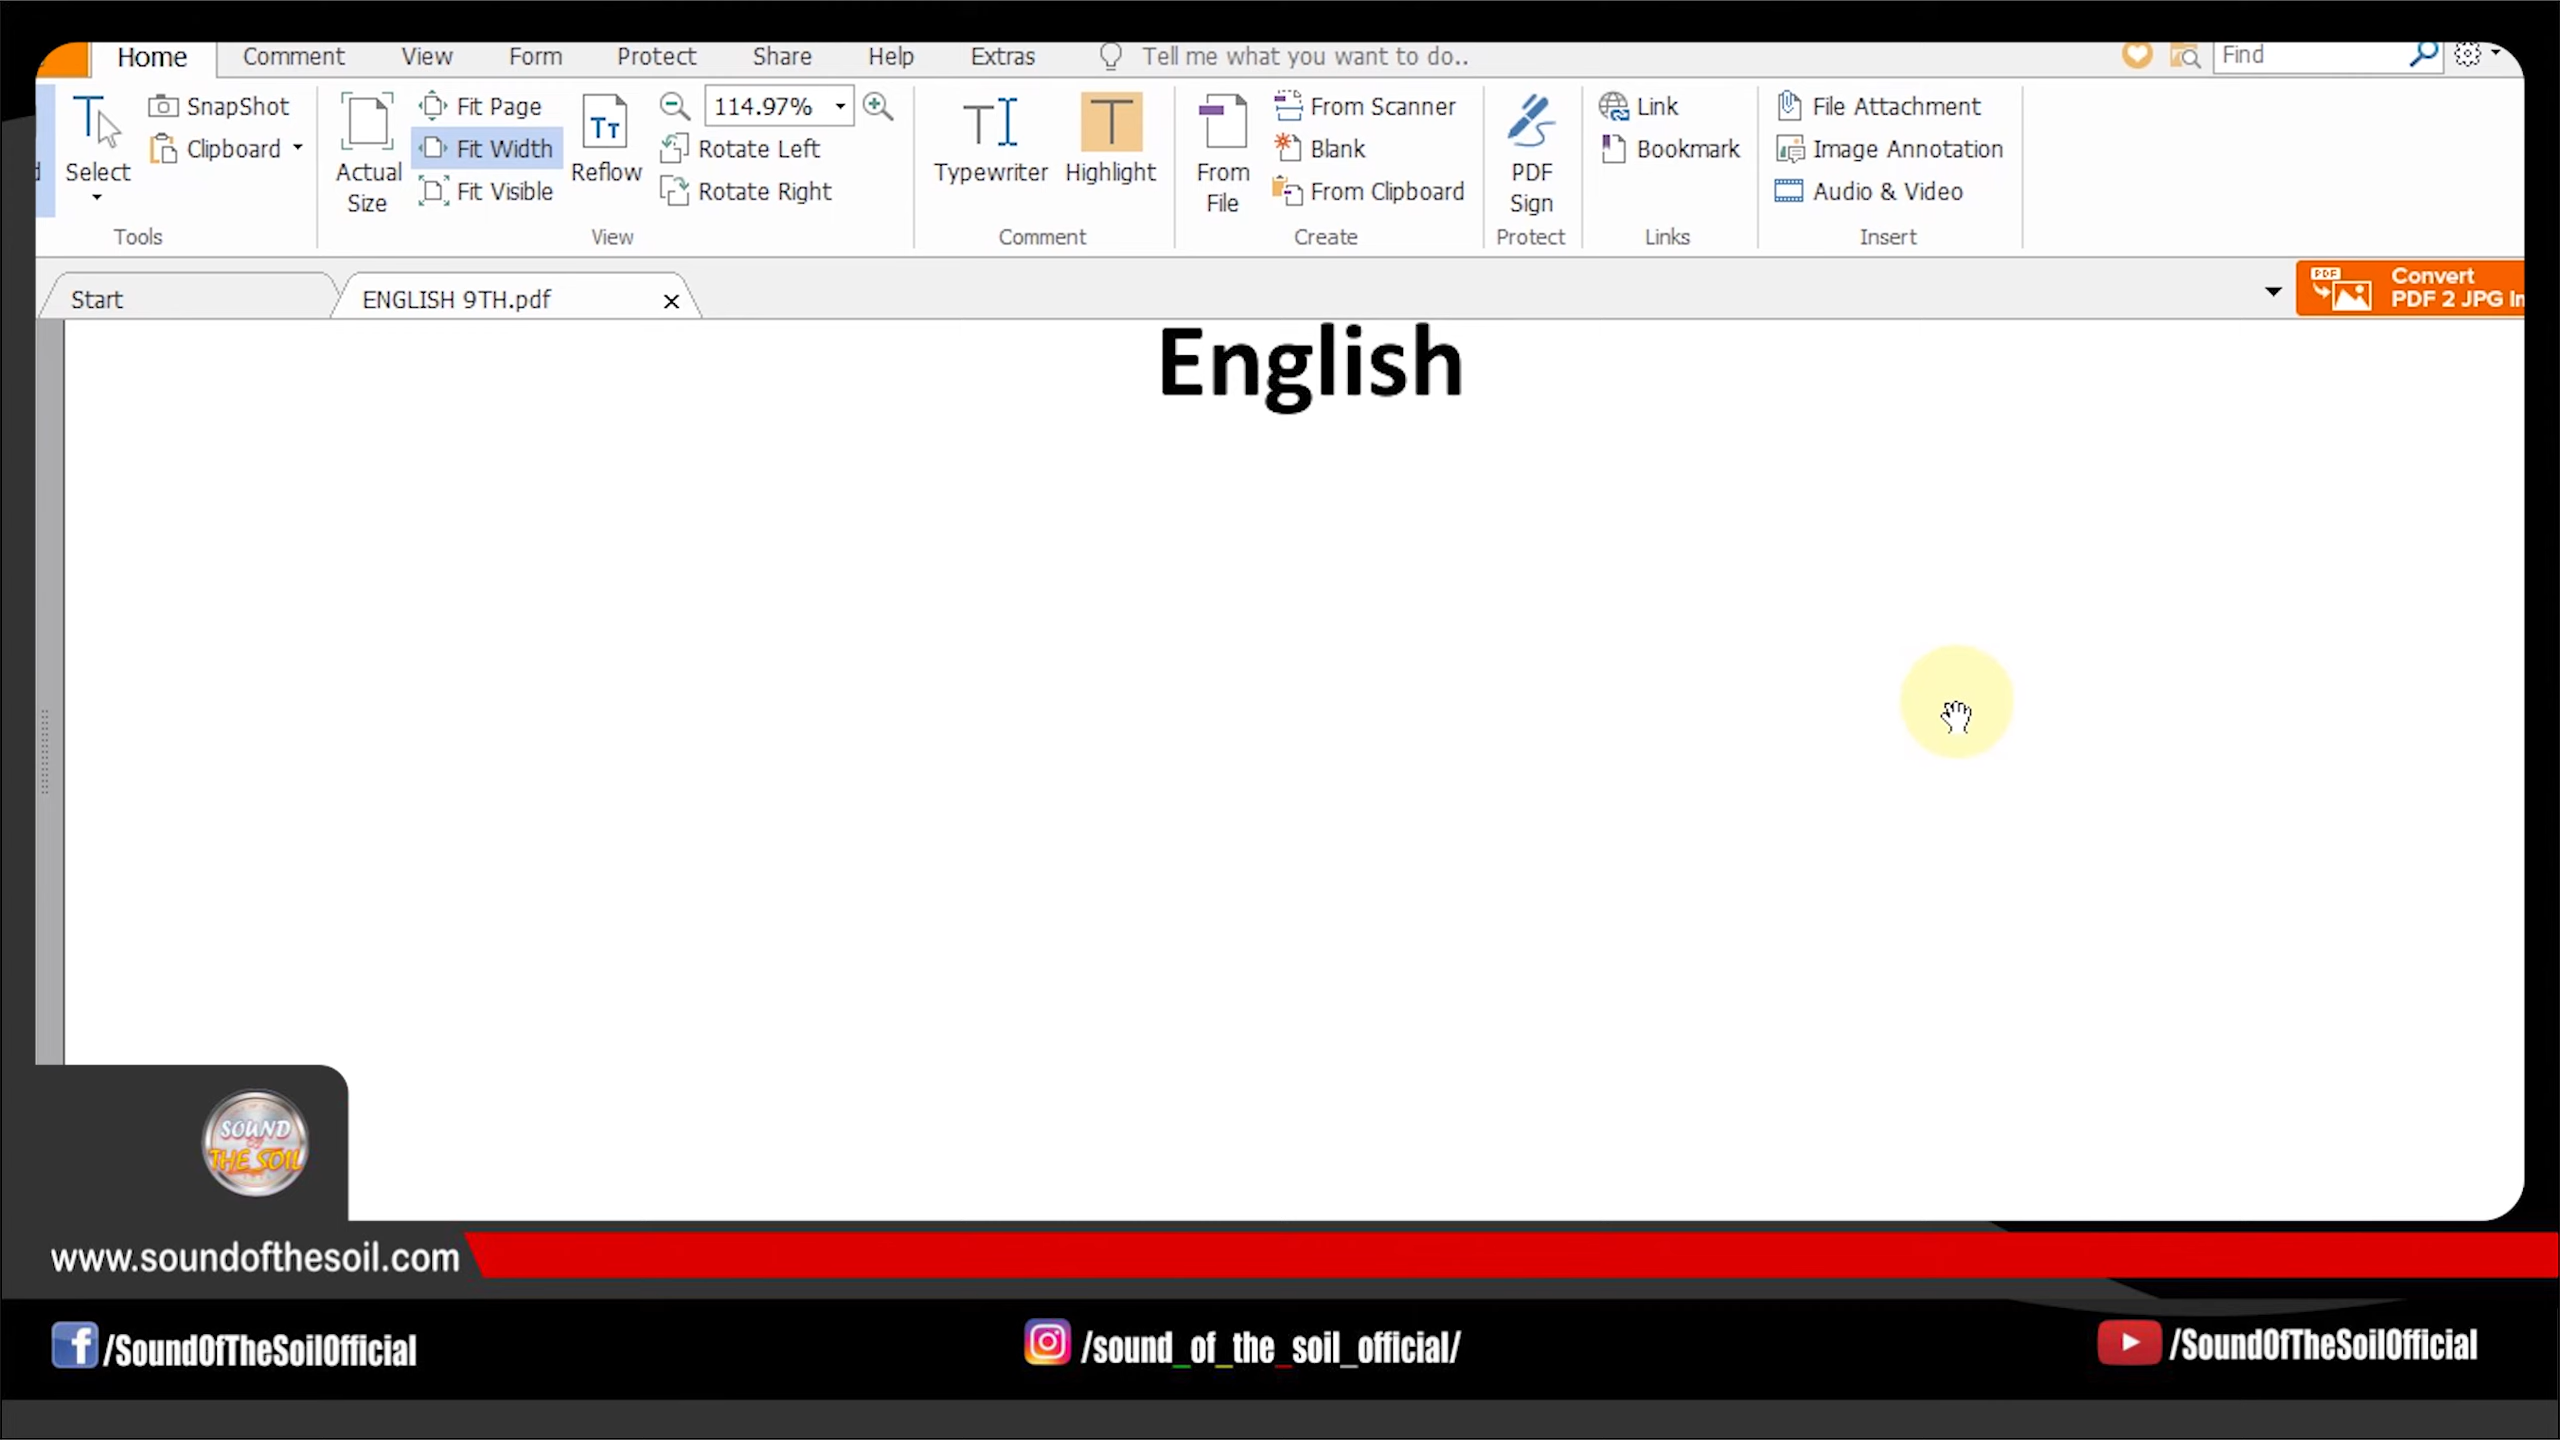 Home Comment View Form Protect Share Help Extras Tell me what you want to do.. Find
Select
SnapShot
Clipboard
Tools
Actual
Size
Fit Page
Fit Width
Fit Visible
Reflow
114.97%
Rotate Left
Rotate Right
View
Typewriter
Highlight
Comment
From
File
From Scanner
Blank
From Clipboard
Create
PDF
Sign
Protect
Link
Bookmark
Links
File Attachment
Image Annotation
Audio & Video
Insert
Start
ENGLISH 9TH.pdf
PDF
Convert
PDF 2 JPG
English
SOUND
OF
THE SOIL
www.soundofthesoil.com
/SoundOfTheSoilOfficial
/sound_of_the_soil_official/
/SoundOfTheSoilOfficial